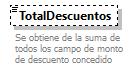 TotalDescuentos
Se obtiene de la suma de
todos los campo de monto
de descuento concedido